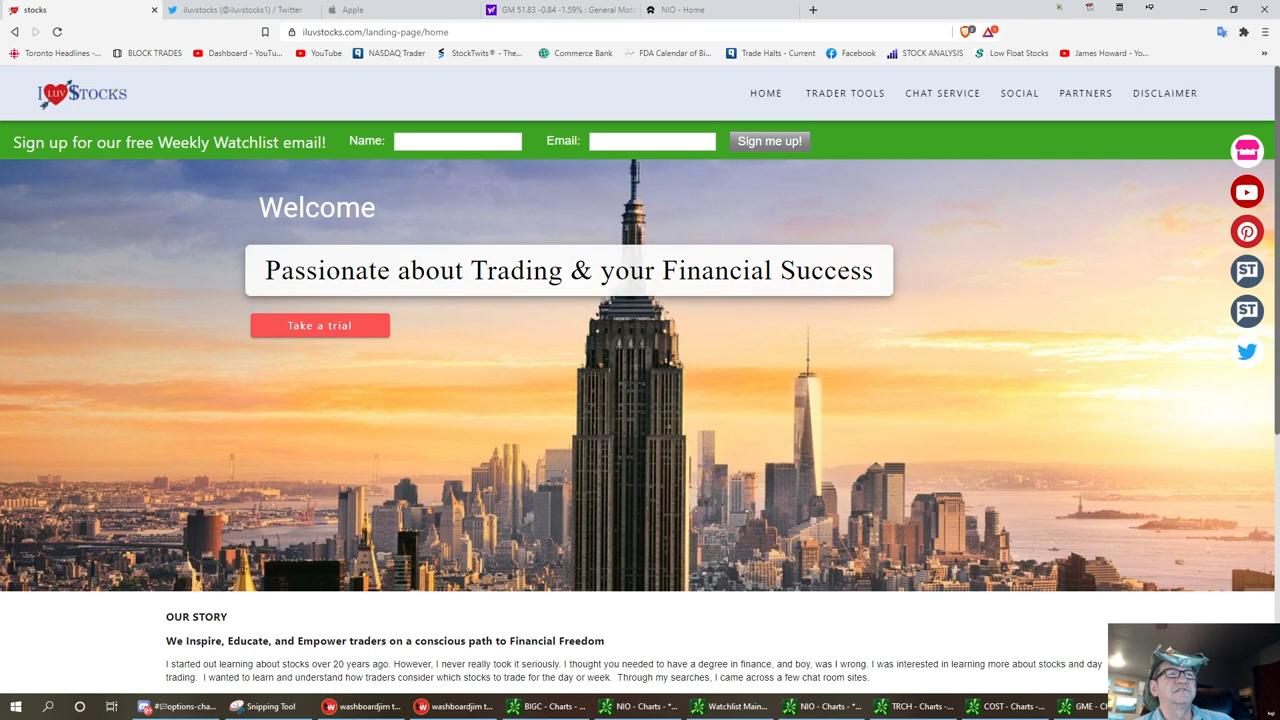 stocks
iluvstocks (@iluvstocks1) / Twitter
Apple
GM 51.83 -0.84 -1.59% : General Mot
NIO - Home
iluvstocks.com/landing-page/home
Toronto Headlines -...
BLOCK TRADES
Dashboard - YouTu...
YouTube
NASDAQ Trader
StockTwits® - The...
Commerce Bank
FDA Calendar of Bi...
Trade Halts - Current
Facebook
STOCK ANALYSIS
Low Float Stocks
James Howard - Yo...
I LUV $TOCKS
HOME
TRADER TOOLS
CHAT SERVICE
SOCIAL
PARTNERS
DISCLAIMER
Sign up for our free Weekly Watchlist email!
Name:
Email:
Sign me up!
Welcome
Passionate about Trading & your Financial Success
Take a trial
ST
ST
OUR STORY
We Inspire, Educate, and Empower traders on a conscious path to Financial Freedom
I started out learning about stocks over 20 years ago. However, I never really took it seriously. I thought you needed to have a degree in finance, and boy, was I wrong. I was interested in learning more about stocks and day
trading. I wanted to learn and understand how traders consider which stocks to trade for the day or week. Through my searches, I came across a few chat room sites.
Snipping Tool
washboardjim t...
washboardjim t...
BIGC - Charts - ...
NIO - Charts - *...
Watchlist Main...
NIO - Charts - *...
TRCH - Charts - ...
COST - Charts - ...
GME - C